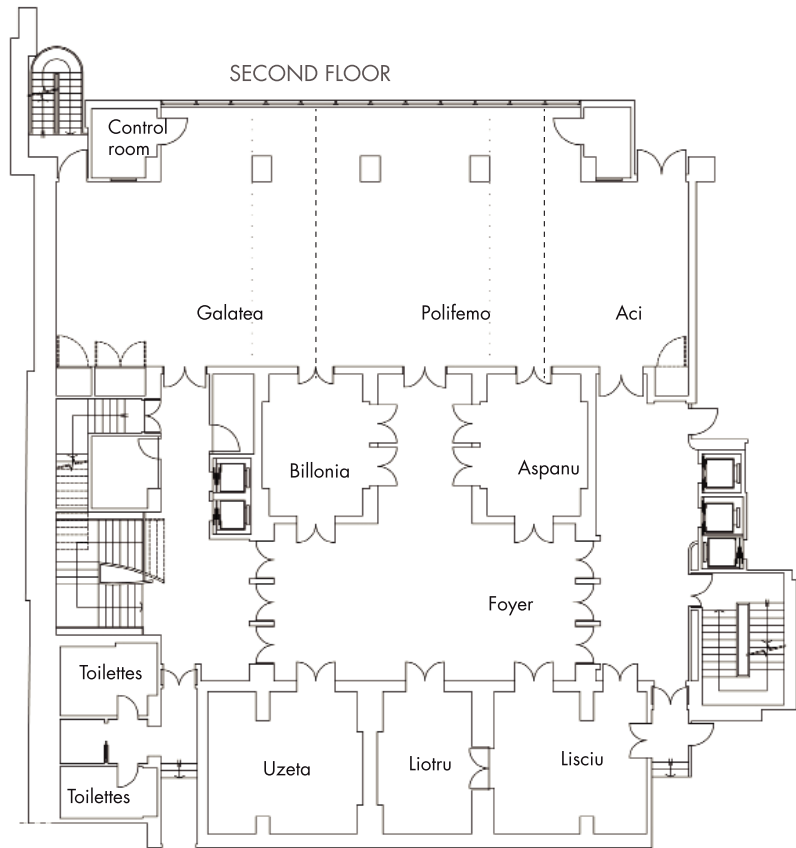 SECOND FLOOR
Control
room
Galatea
Polifemo
Aci
Billonia
Aspanu
Foyer
Toilettes
Uzeta
Liotru
Lisciu
Toilettes